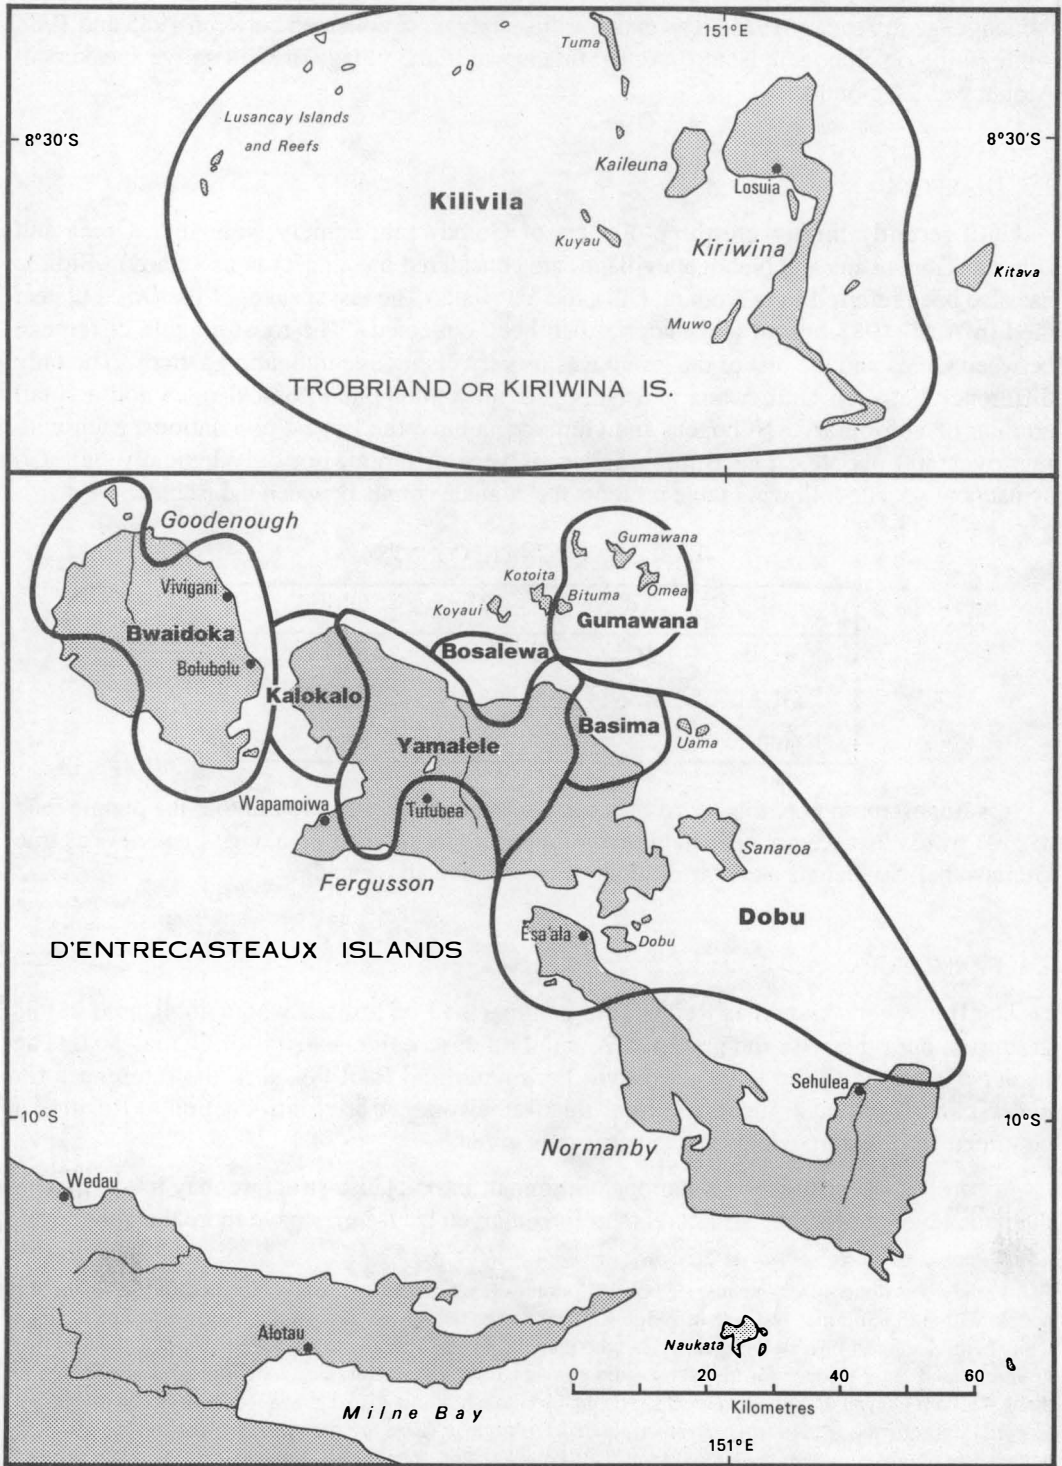 151°E
Tuma
8°30'S
8°30'S
Lusancay Islands
and Reefs
Kaileuna
Losuia
Kilivila
Kuyau
Kiriwina
Kitava
Muwo
TROBRIAND OR KIRIWINA IS.
Goodenough
Gumawana
Vivigani
Kotoita
Koyaui
Bituma
Omea
Gumawana
Bwaidoka
Bosalewa
Bolubolu
Kalokalo
Basima
Uama
Yamalele
Wapamoiwa
Tutubea
Sanaroa
Fergusson
Dobu
Esa'ala
Dobu
D'ENTRECASTEAUX ISLANDS
Sehulea
10°S
10°S
Normanby
Wedau
Alotau
Naukata
0 20 40 60
Kilometres
Milne Bay
151°E